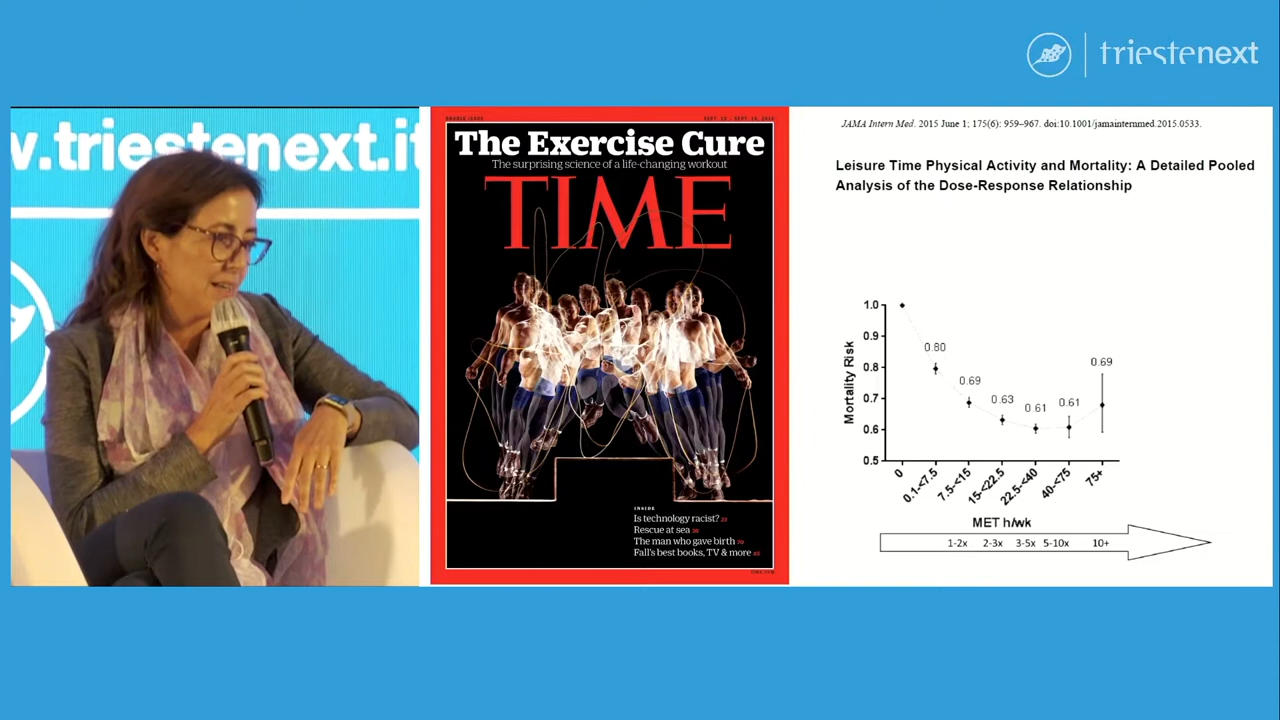 triestenext
v.triestenext.it
The Exercise Cure
The surprising science of a life-changing workout
TIME
INSIDE
Is technology racist?
Rescue at sea
The man who gave birth
Fall's best books, TV & more
JAMA Intern Med. 2015 June 1; 175(6): 959–967. doi:10.1001/jamainternmed.2015.0533.
Leisure Time Physical Activity and Mortality: A Detailed Pooled
Analysis of the Dose-Response Relationship
Mortality Risk
1.0
0.9
0.8
0.7
0.6
0.5
0.80
0.69
0.63
0.61
0.61
0.69
0
0.1-<7.5
7.5-<15
15-<22.5
22.5-<40
40-<75
75+
MET h/wk
1-2x 2-3x 3-5x 5-10x 10+